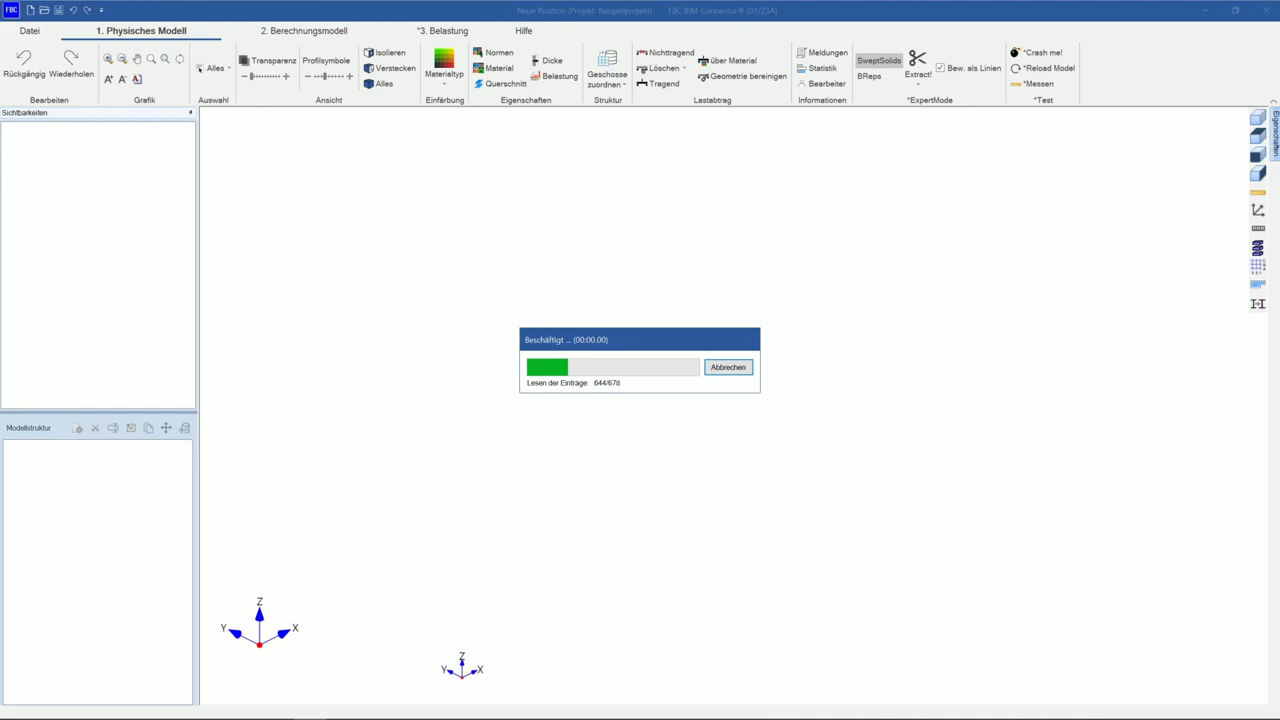 FBC Neue Position (Projekt: Beispielprojekt) - FBC BIM-Connector® (01/23A)
Datei 1. Physisches Modell 2. Berechnungsmodell *3. Belastung Hilfe
Isolieren Normen Nichttragend Meldungen *Crash me!
Transparenz Profilsymbole Dicke über Material SweptSolids
Rückgängig Wiederholen Alles Verstecken Materialtyp Material Geschosse zuordnen Löschen Statistik Extract! Bew. als Linien *Reload Model
Belastung Geometrie bereinigen BReps
Alles Querschnitt Tragend Bearbeiter *Messen
Bearbeiten Grafik Auswahl Ansicht Einfärbung Eigenschaften Struktur Lastabtrag Informationen *ExpertMode *Test
Sichtbarkeiten
Eigenschaften
Beschäftigt ... (00:00.00)
Abbrechen
Lesen der Einträge 644/678
Modellstruktur
Z
Y X
Z
Y X